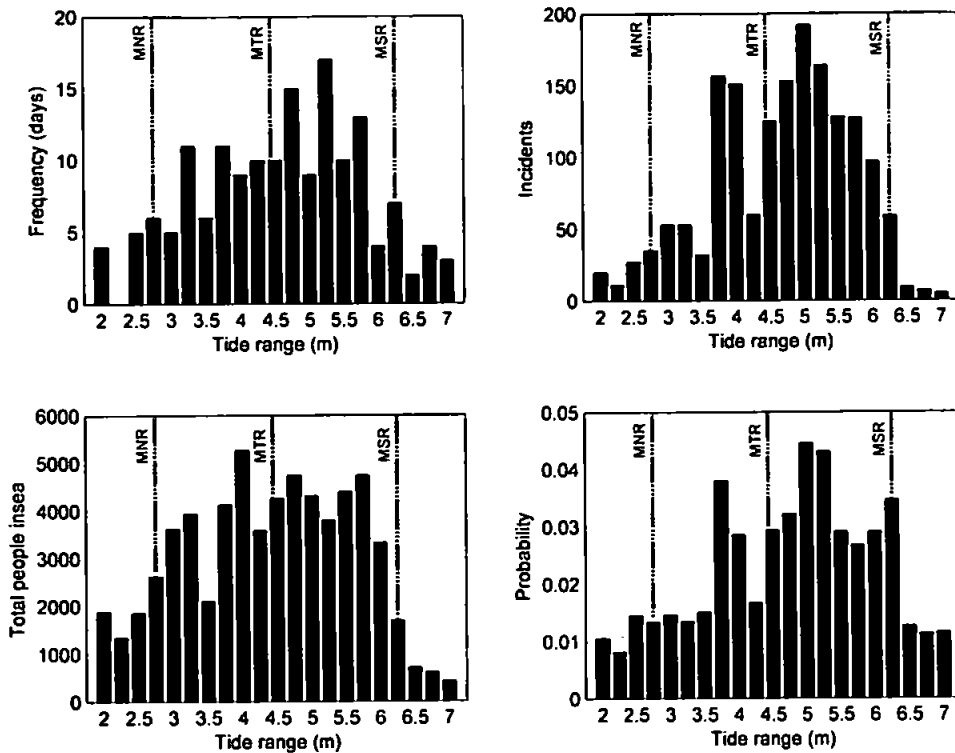 Frequency (days)
20
15
10
5
0
MNR
MTR
MSR
2 2.5 3 3.5 4 4.5 5 5.5 6 6.5 7
Tide range (m)
Incidents
200
150
100
50
0
MNR
MTR
MSR
2 2.5 3 3.5 4 4.5 5 5.5 6 6.5 7
Tide range (m)
Total people insea
6000
5000
4000
3000
2000
1000
0
MNR
MTR
MSR
2 2.5 3 3.5 4 4.5 5 5.5 6 6.5 7
Tide range (m)
Probability
0.05
0.04
0.03
0.02
0.01
0
MNR
MTR
MSR
2 2.5 3 3.5 4 4.5 5 5.5 6 6.5 7
Tide range (m)